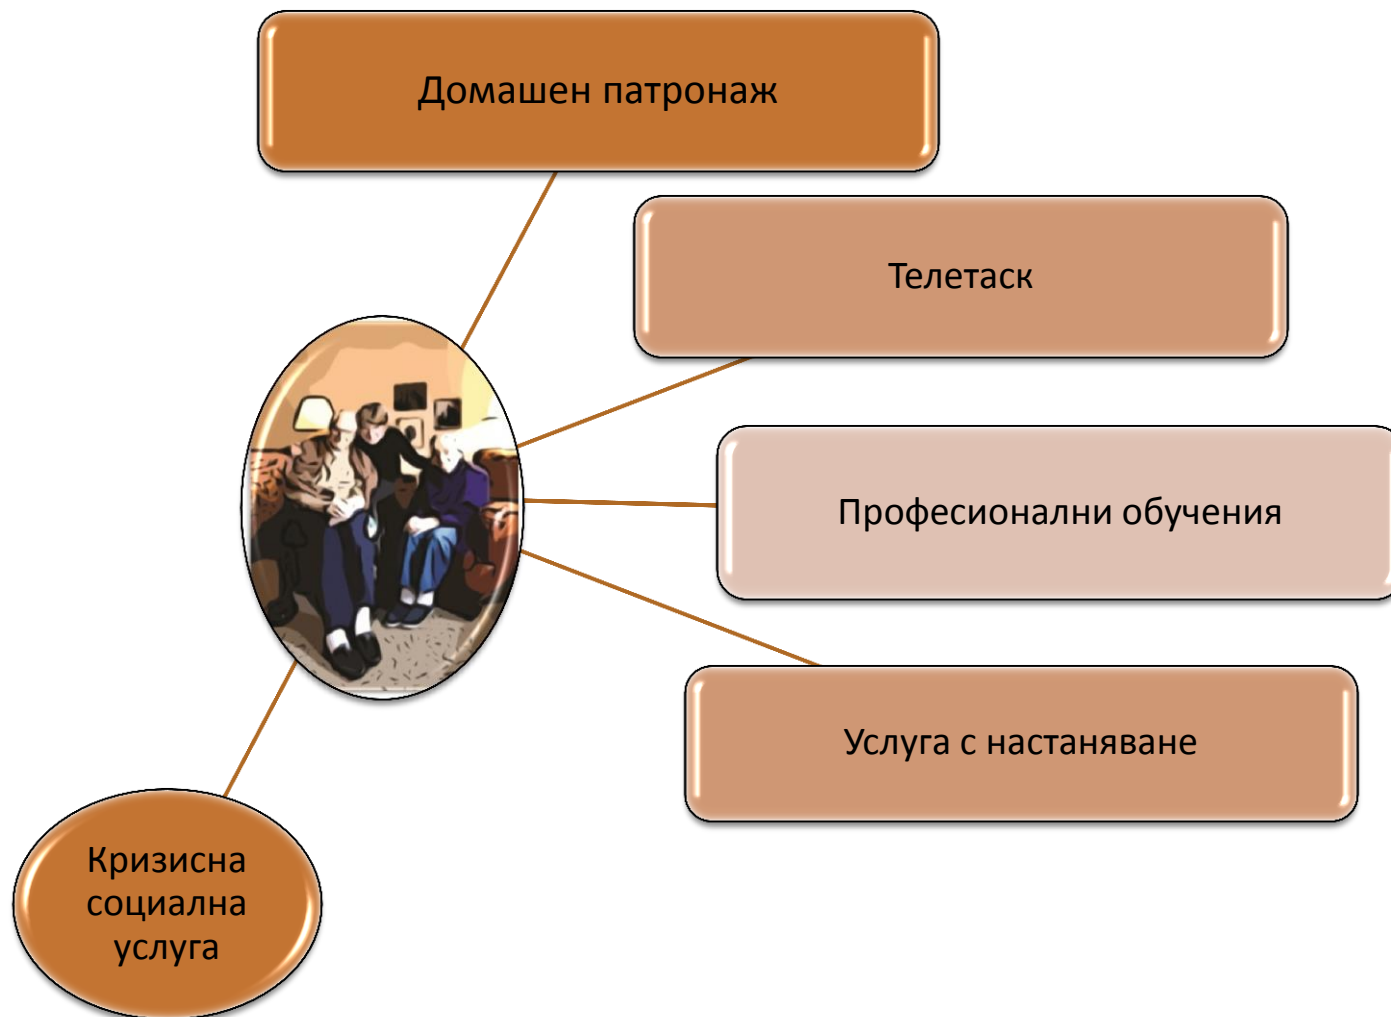 Домашен патронаж
Телетаск
Професионални обучения
Услуга с настаняване
Кризисна
социална
услуга